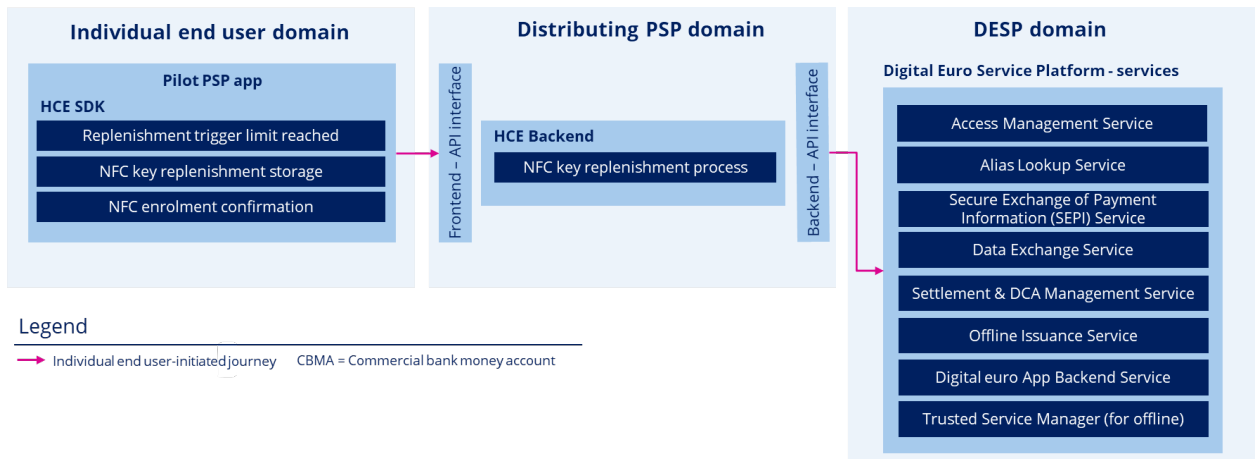 Individual end user domain
Pilot PSP app
HCE SDK
Replenishment trigger limit reached
NFC key replenishment storage
NFC enrolment confirmation
Distributing PSP domain
Frontend – API interface
HCE Backend
NFC key replenishment process
Backend – API interface
DESP domain
Digital Euro Service Platform - services
Access Management Service
Alias Lookup Service
Secure Exchange of Payment
Information (SEPI) Service
Data Exchange Service
Settlement & DCA Management Service
Offline Issuance Service
Digital euro App Backend Service
Trusted Service Manager (for offline)
Legend
Individual end user-initiated journey
CBMA = Commercial bank money account